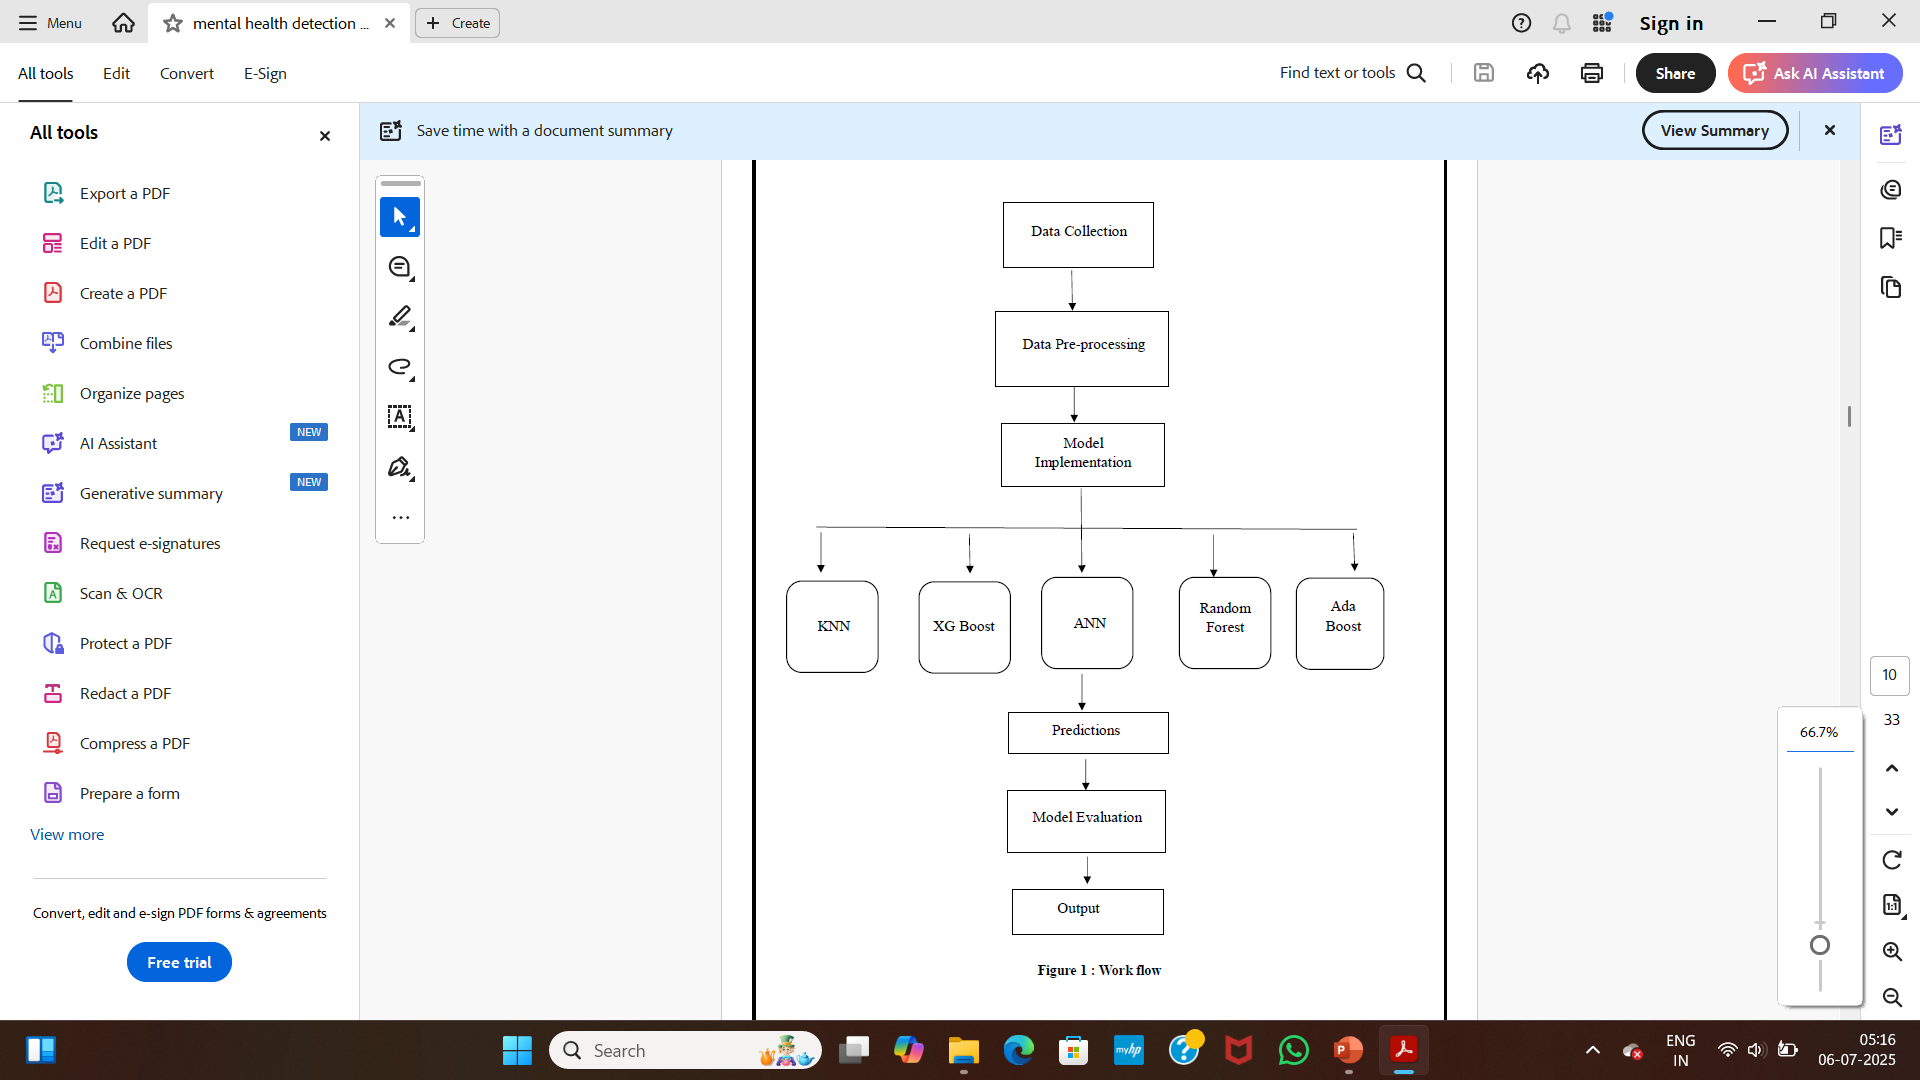 Menu
mental health detection ...
Create
Sign in
All tools
Edit
Convert
E-Sign
Find text or tools
Share
Ask AI Assistant
All tools
Save time with a document summary
View Summary
Export a PDF
Edit a PDF
Create a PDF
Combine files
Organize pages
AI Assistant
NEW
Generative summary
NEW
Request e-signatures
Scan & OCR
Protect a PDF
Redact a PDF
Compress a PDF
Prepare a form
View more
Convert, edit and e-sign PDF forms & agreements
Free trial
Data Collection
Data Pre-processing
Model
Implementation
KNN
XG Boost
ANN
Random
Forest
Ada
Boost
Predictions
Model Evaluation
Output
Figure 1 : Work flow
10
33
66.7%
1:1
Search
myhp
ENG
IN
05:16
06-07-2025